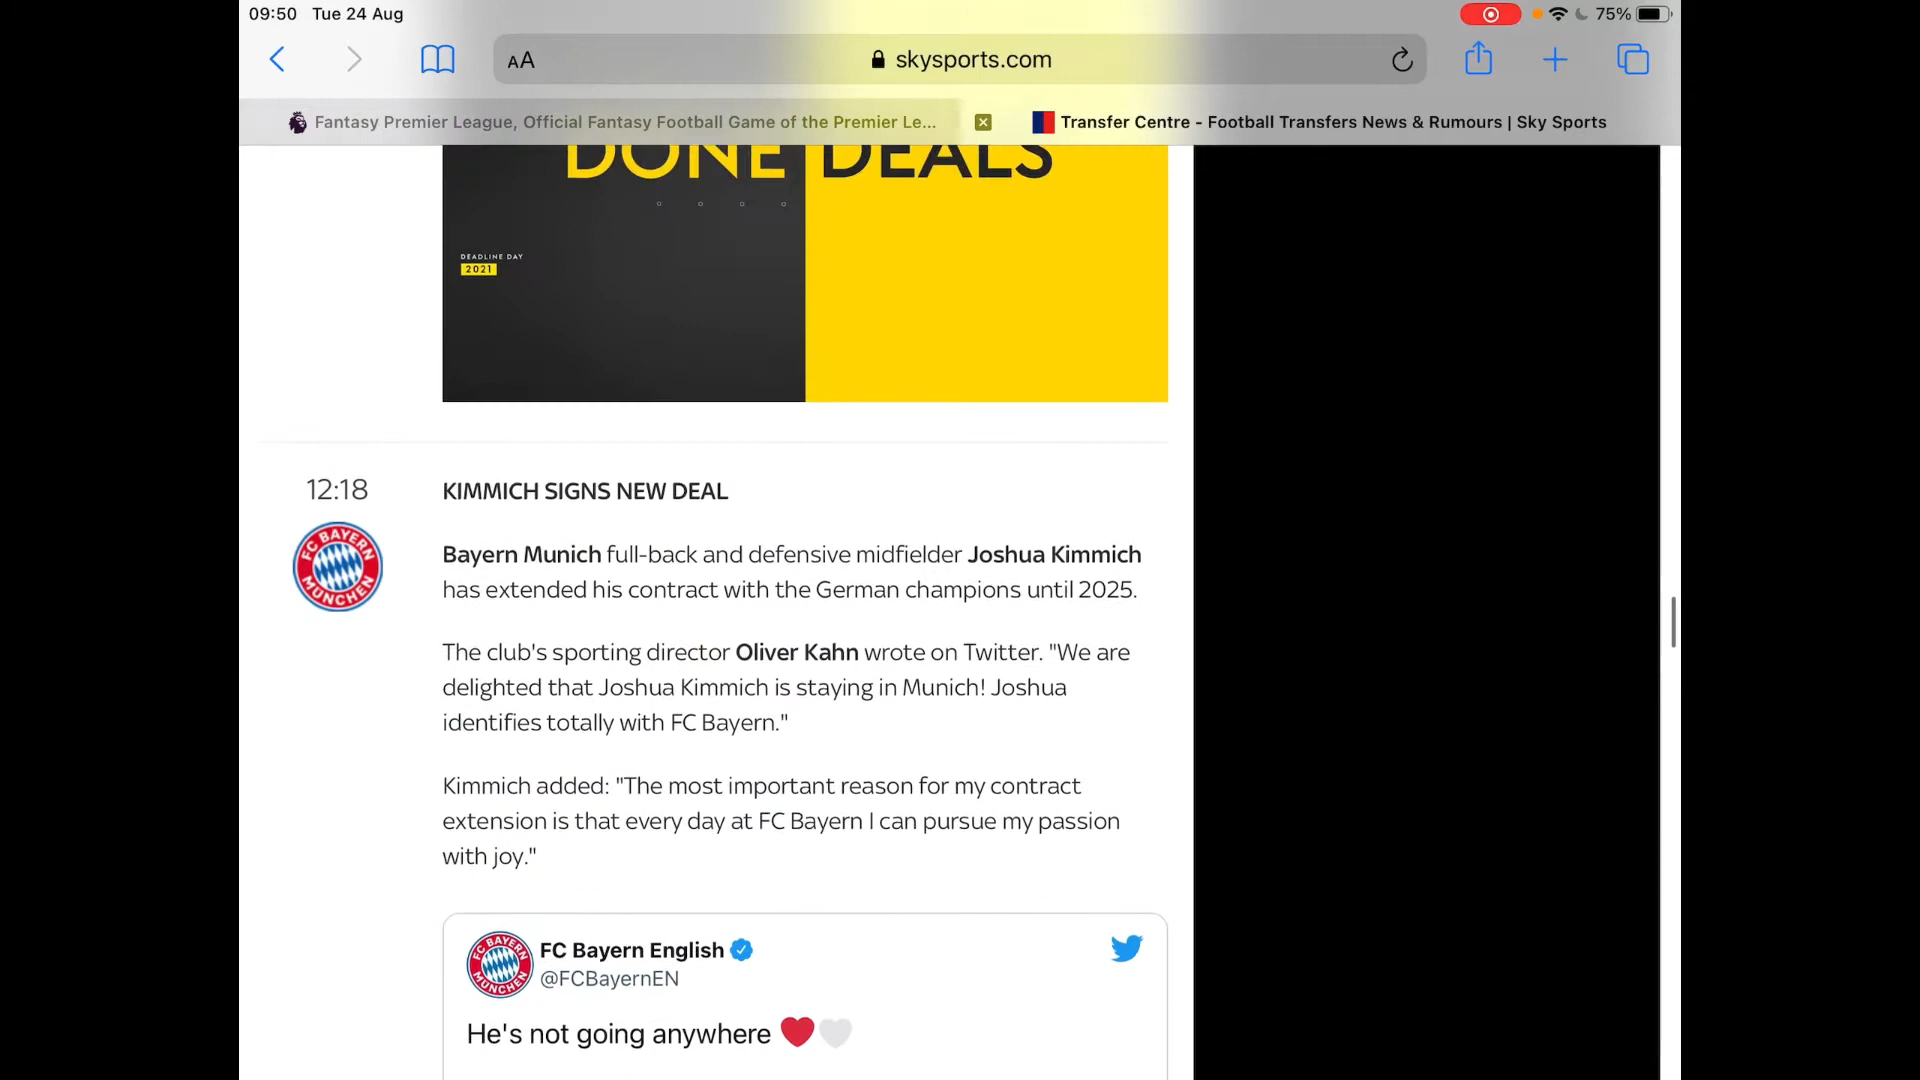 09:50 Tue 24 Aug
75%
AA
skysports.com
Fantasy Premier League, Official Fantasy Football Game of the Premier Le...
Transfer Centre - Football Transfers News & Rumours | Sky Sports
DONE DEALS
DEADLINE DAY
2021
12:18
KIMMICH SIGNS NEW DEAL
FC BAYERN
MÜNCHEN
Bayern Munich full-back and defensive midfielder Joshua Kimmich
has extended his contract with the German champions until 2025.
The club's sporting director Oliver Kahn wrote on Twitter. "We are
delighted that Joshua Kimmich is staying in Munich! Joshua
identifies totally with FC Bayern."
Kimmich added: "The most important reason for my contract
extension is that every day at FC Bayern I can pursue my passion
with joy."
FC BAYERN
MÜNCHEN
FC Bayern English
@FCBayernEN
He's not going anywhere ❤️🤍